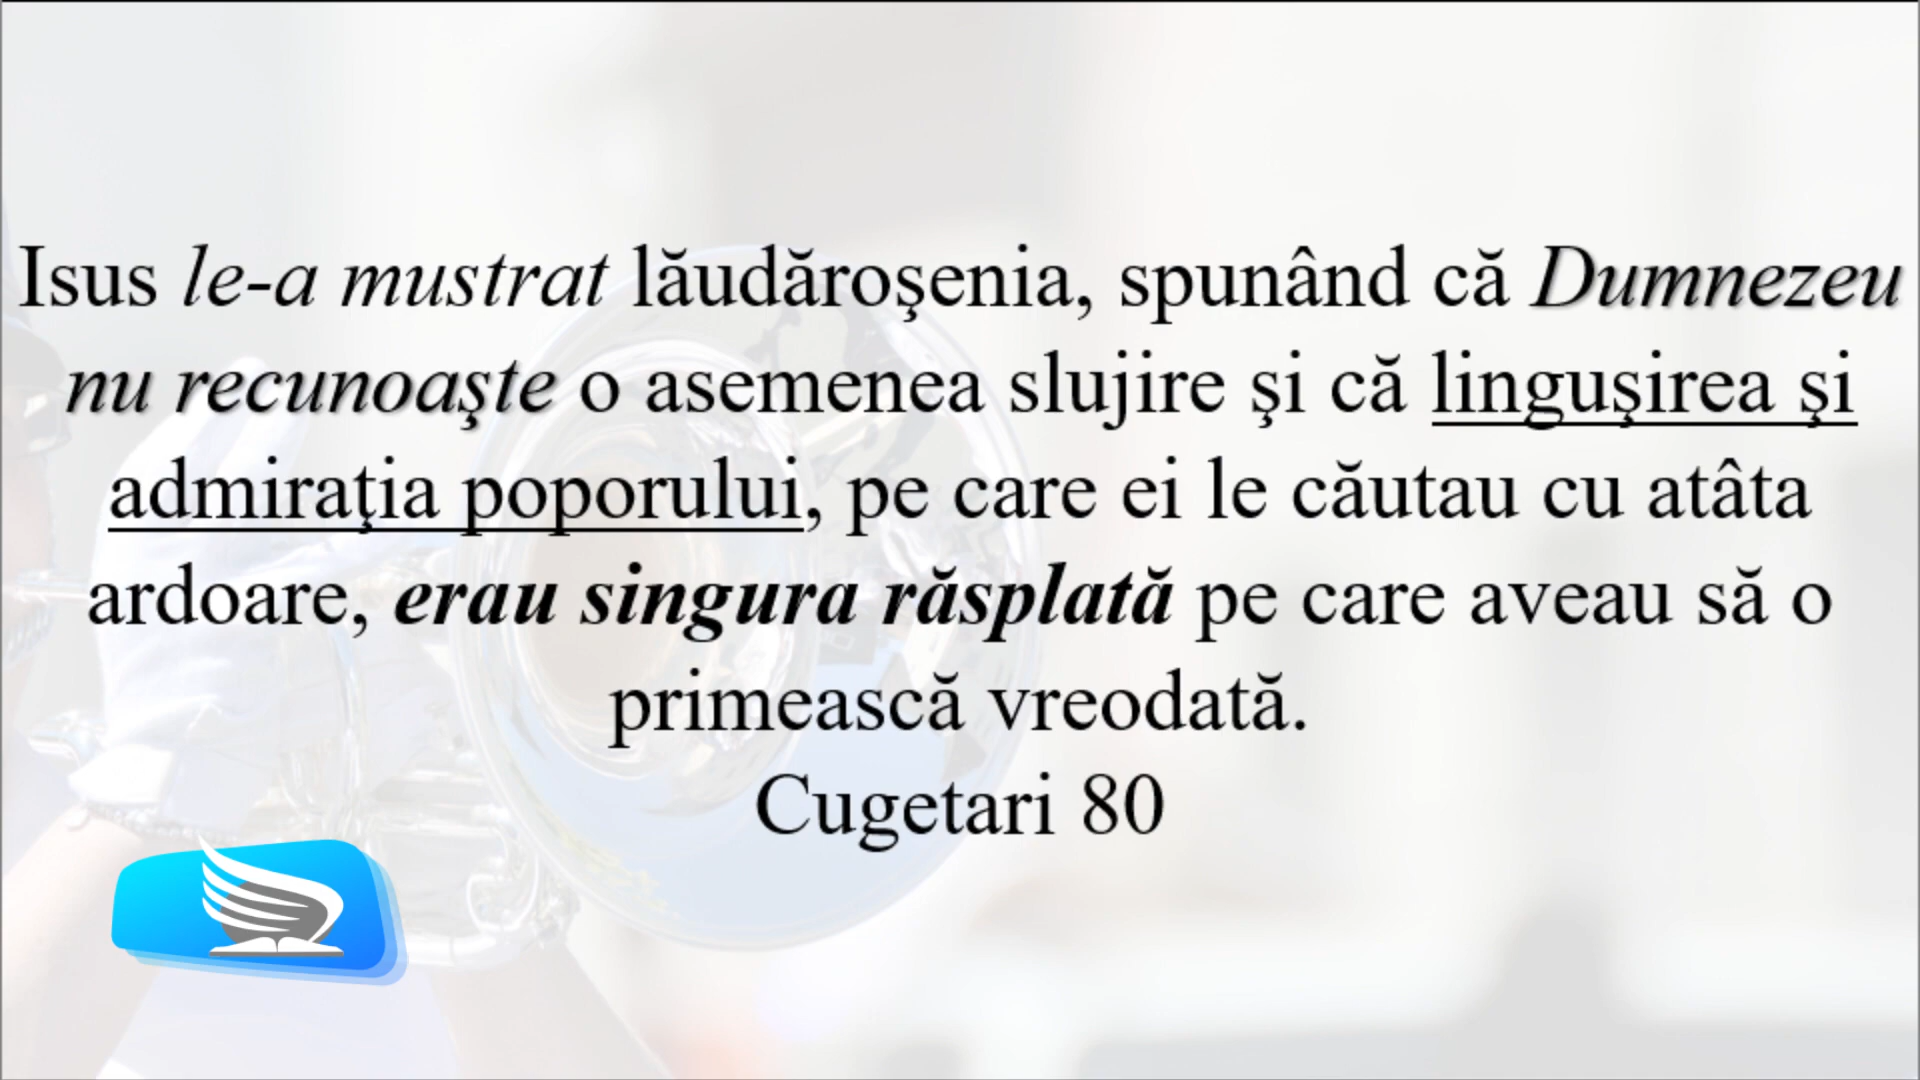 Isus le-a mustrat lăudăroşenia, spunând că Dumnezeu
nu recunoaşte o asemenea slujire şi că linguşirea şi
admiraţia poporului, pe care ei le căutau cu atâta
ardoare, erau singura răsplată pe care aveau să o
primească vreodată.
Cugetari 80